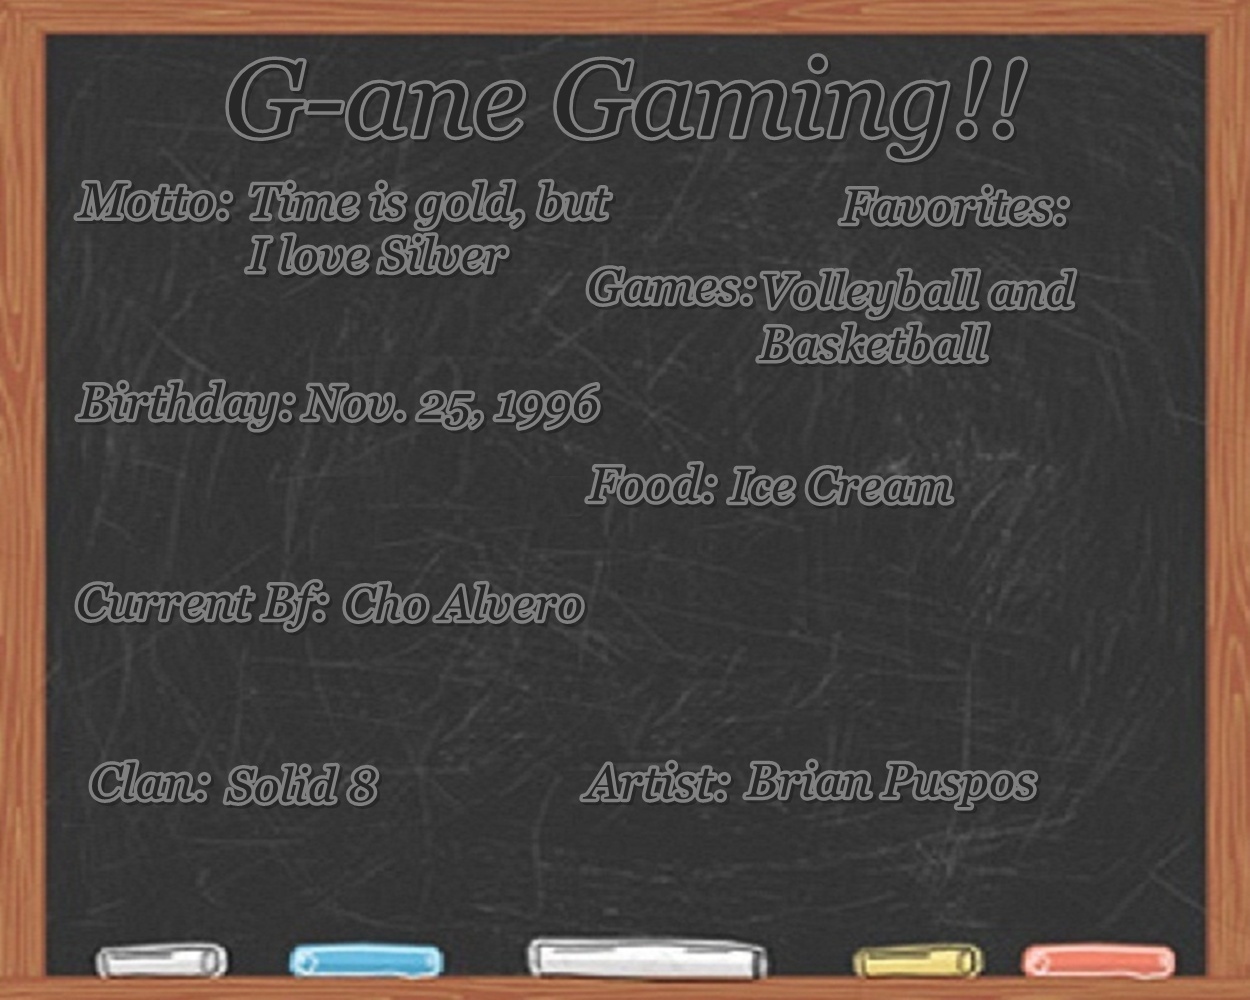 G-ane Gaming!!
Motto: Time is gold, but
I love Silver
Birthday: Nov. 25, 1996
Current Bf: Cho Alvero
Clan: Solid 8
Favorites:
Games: Volleyball and
Basketball
Food: Ice Cream
Artist: Brian Puspos